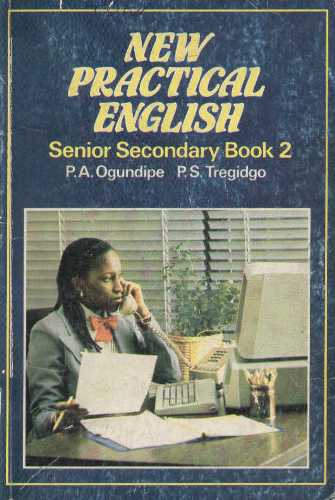 NEW
PRACTICAL
ENGLISH
Senior Secondary Book 2
P.A.Ogundipe P.S.Tregidgo